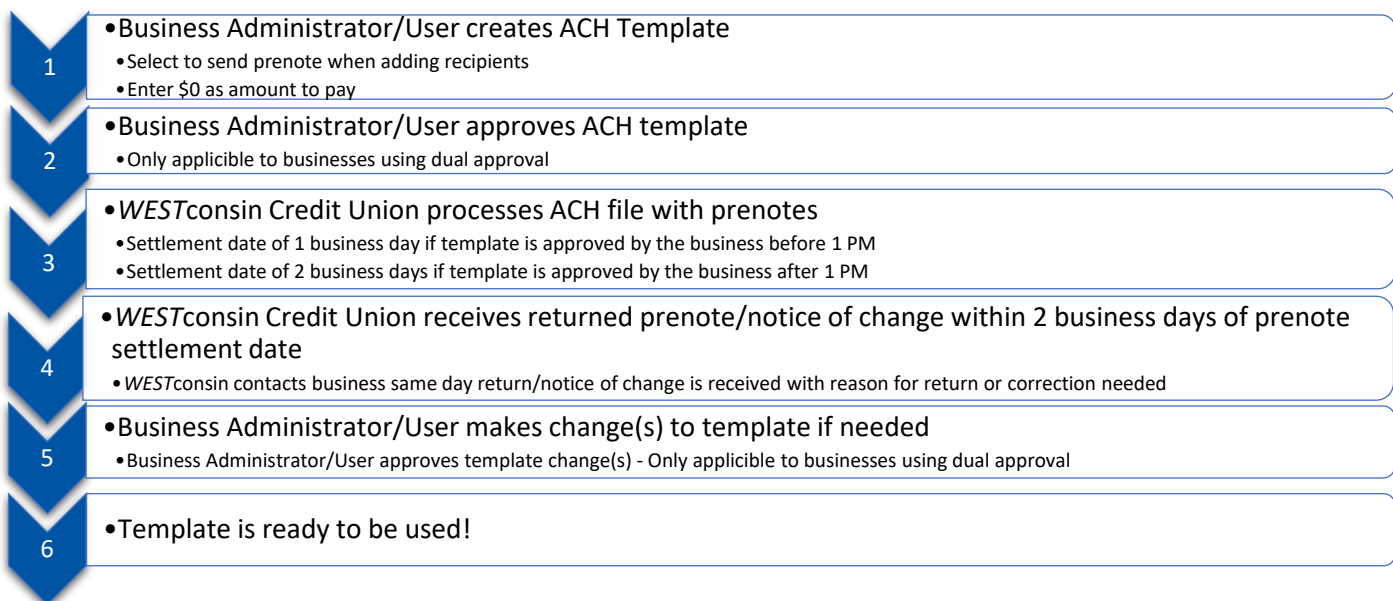 1
•Business Administrator/User creates ACH Template
•Select to send prenote when adding recipients
•Enter $0 as amount to pay
2
•Business Administrator/User approves ACH template
•Only applicible to businesses using dual approval
3
•WESTconsin Credit Union processes ACH file with prenotes
•Settlement date of 1 business day if template is approved by the business before 1 PM
•Settlement date of 2 business days if template is approved by the business after 1 PM
4
•WESTconsin Credit Union receives returned prenote/notice of change within 2 business days of prenote
settlement date
•WESTconsin contacts business same day return/notice of change is received with reason for return or correction needed
5
•Business Administrator/User makes change(s) to template if needed
•Business Administrator/User approves template change(s) - Only applicible to businesses using dual approval
6
•Template is ready to be used!